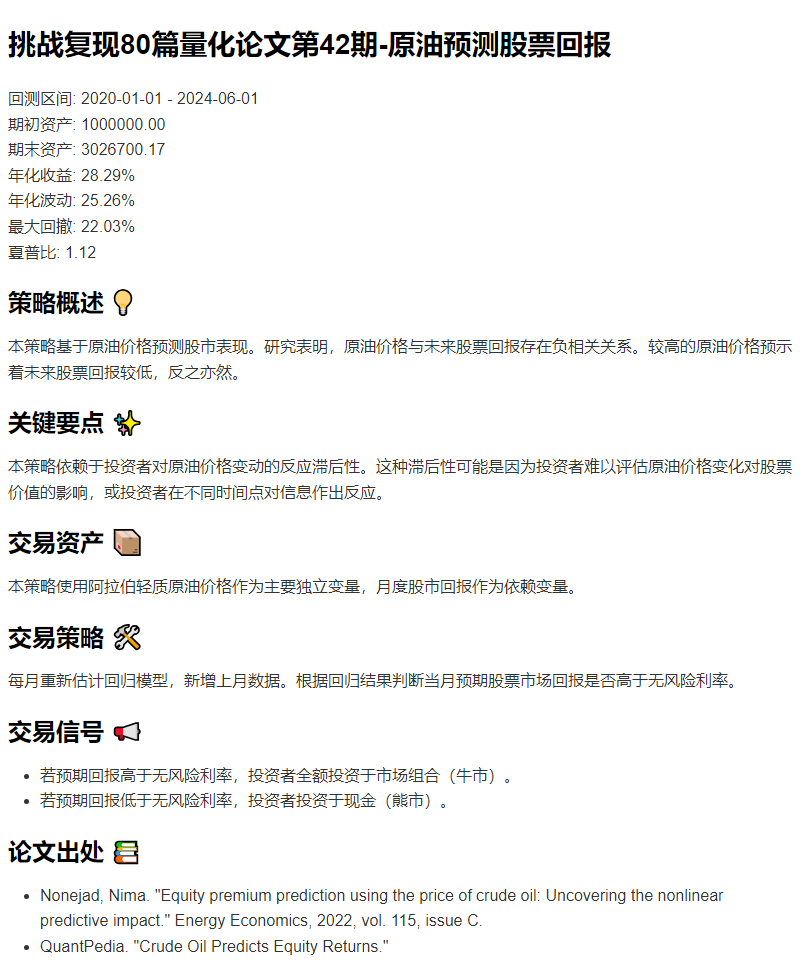 挑战复现80篇量化论文第42期-原油预测股票回报
回测区间: 2020-01-01 - 2024-06-01
期初资产: 1000000.00
期末资产: 3026700.17
年化收益: 28.29%
年化波动: 25.26%
最大回撤: 22.03%
夏普比: 1.12
策略概述 💡
本策略基于原油价格预测股市表现。研究表明，原油价格与未来股票回报存在负相关关系。较高的原油价格预示
着未来股票回报较低，反之亦然。
关键要点 ✨
本策略依赖于投资者对原油价格变动的反应滞后性。这种滞后性可能是因为投资者难以评估原油价格变化对股票
价值的影响，或投资者在不同时间点对信息作出反应。
交易资产 📦
本策略使用阿拉伯轻质原油价格作为主要独立变量，月度股市回报作为依赖变量。
交易策略 🛠
每月重新估计回归模型，新增上月数据。根据回归结果判断当月预期股票市场回报是否高于无风险利率。
交易信号 📢
• 若预期回报高于无风险利率，投资者全额投资于市场组合（牛市）。
• 若预期回报低于无风险利率，投资者投资于现金（熊市）。
论文出处 📚
• Nonejad, Nima. "Equity premium prediction using the price of crude oil: Uncovering the nonlinear
predictive impact." Energy Economics, 2022, vol. 115, issue C.
• QuantPedia. "Crude Oil Predicts Equity Returns."